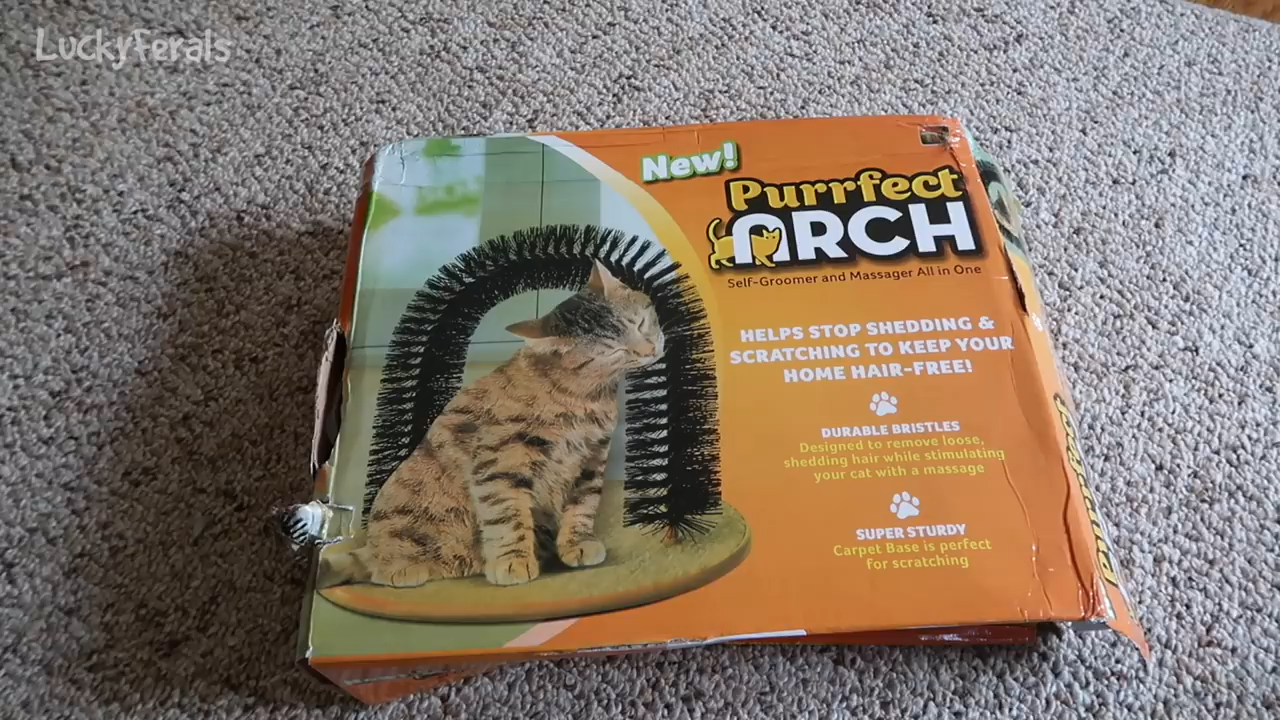 LuckyFerals
New!
Purrfect
ARCH
Self-Groomer and Massager All in One
HELPS STOP SHEDDING &
SCRATCHING TO KEEP YOUR
HOME HAIR-FREE!
DURABLE BRISTLES
Designed to remove loose,
shedding hair while stimulating
your cat with a massage
SUPER STURDY
Carpet Base is perfect
for scratching
Purrfect